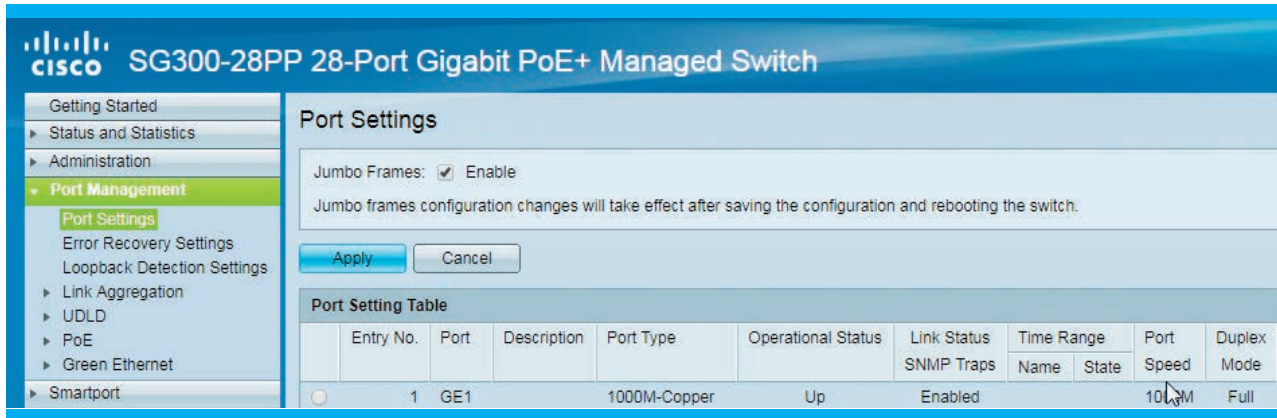 CISCO
SG300-28PP 28-Port Gigabit PoE+ Managed Switch
Getting Started
Status and Statistics
Administration
Port Management
Port Settings
Error Recovery Settings
Loopback Detection Settings
Link Aggregation
UDLD
PoE
Green Ethernet
Smartport
Port Settings
Jumbo Frames: Enable
Jumbo frames configuration changes will take effect after saving the configuration and rebooting the switch.
Apply Cancel
Port Setting Table
Entry No. Port Description Port Type Operational Status Link Status SNMP Traps Time Range Name State Port Speed Duplex Mode
1 GE1 1000M-Copper Up Enabled Full